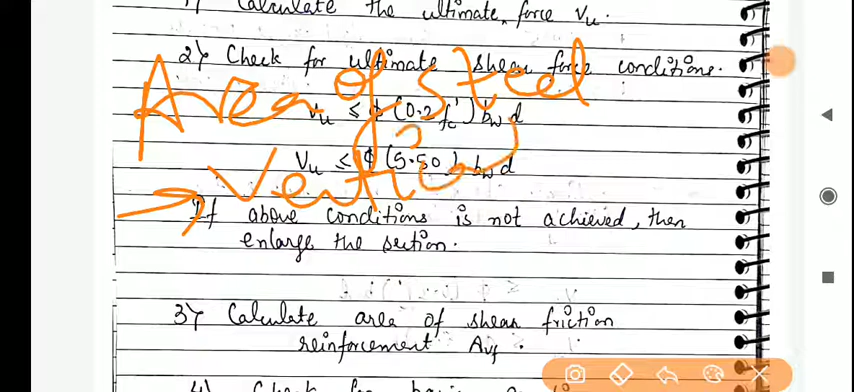 1) Calculate the ultimate force Vu.
2) Check for ultimate shear force conditions.
Vu ≤ ϕ (0.2 fc') bw d
Vu ≤ ϕ (5.50) bw d
If above conditions is not achieved, then
enlarge the section.
3) Calculate area of shear friction
reinforcement Avf.
Area of Steel